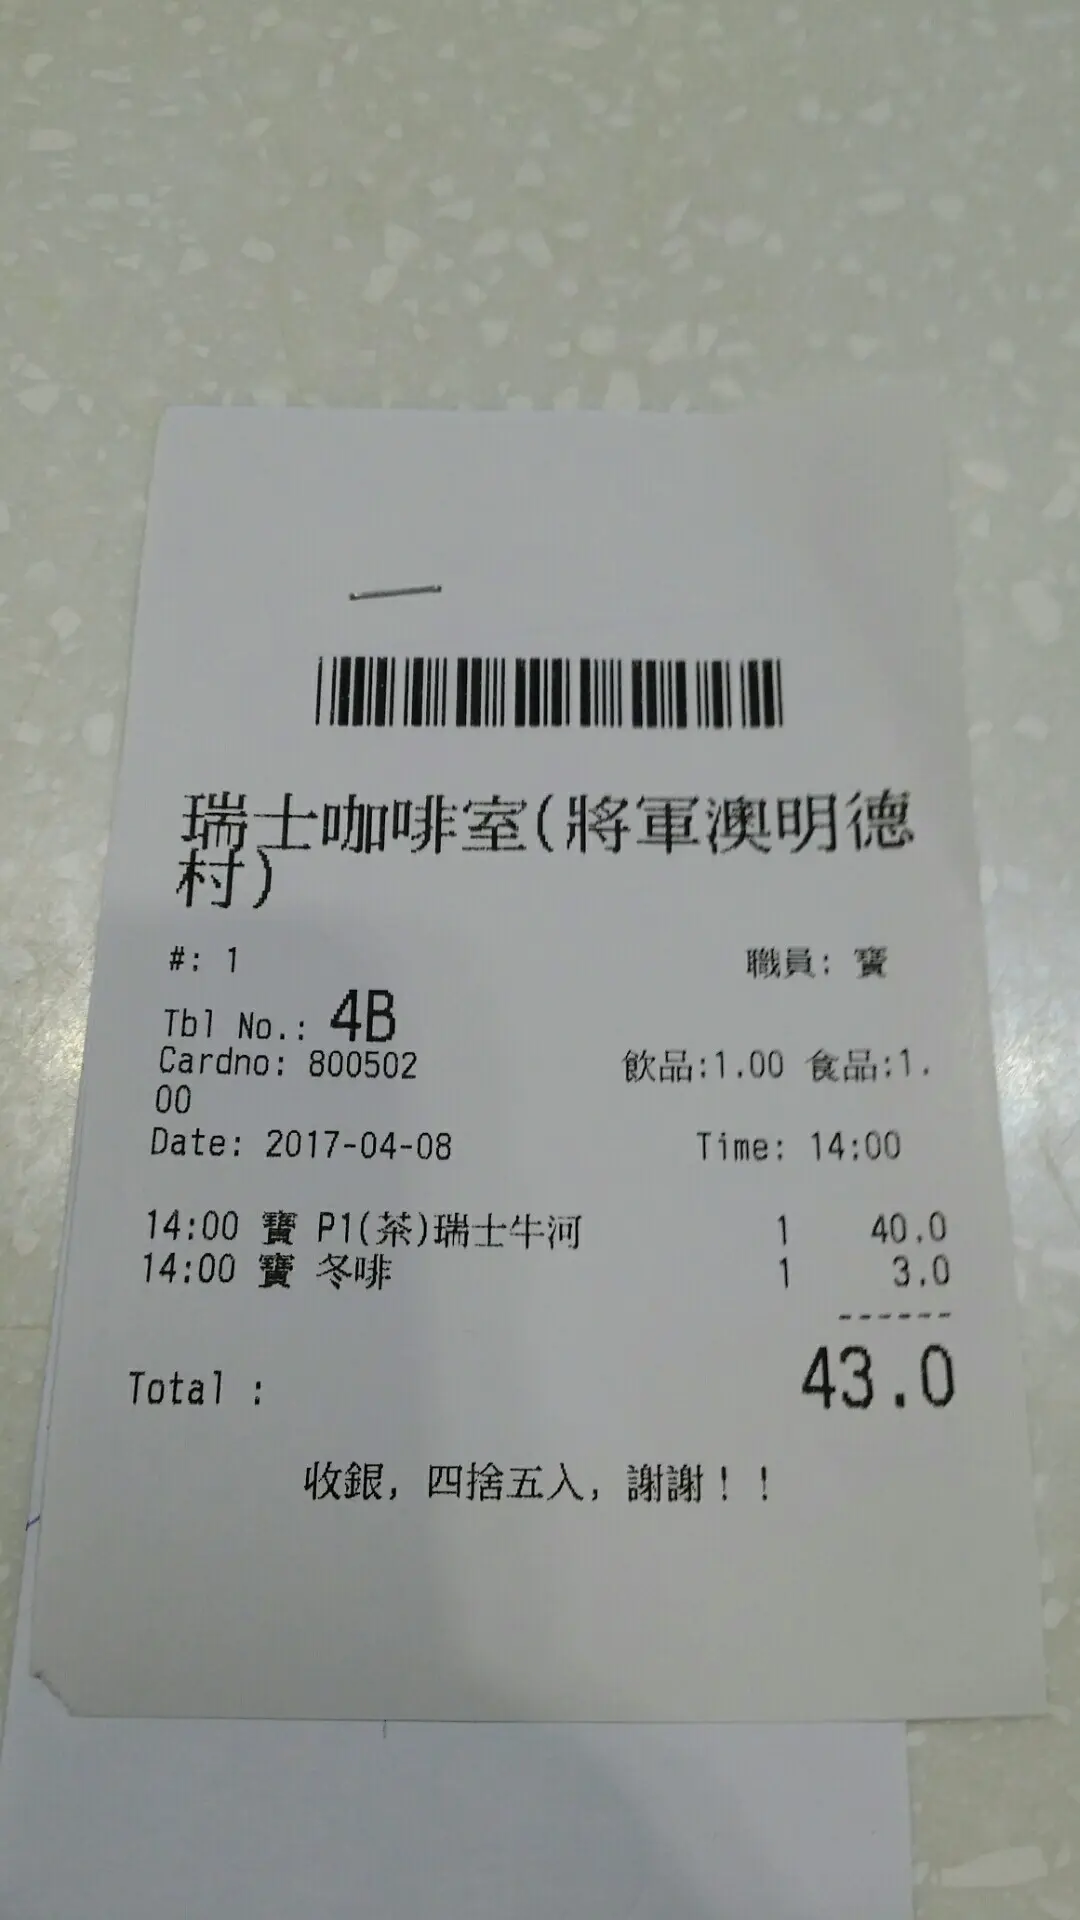 瑞士咖啡室(將軍澳明德
村)
#: 1 職員: 寶
Tbl No.: 4B
Cardno: 800502 飲品:1.00 食品:1.
00
Date: 2017-04-08 Time: 14:00
14:00 寶 P1(茶)瑞士牛河 1 40.0
14:00 寶 冬啡 1 3.0
------
Total : 43.0
收銀, 四捨五入, 謝謝!!